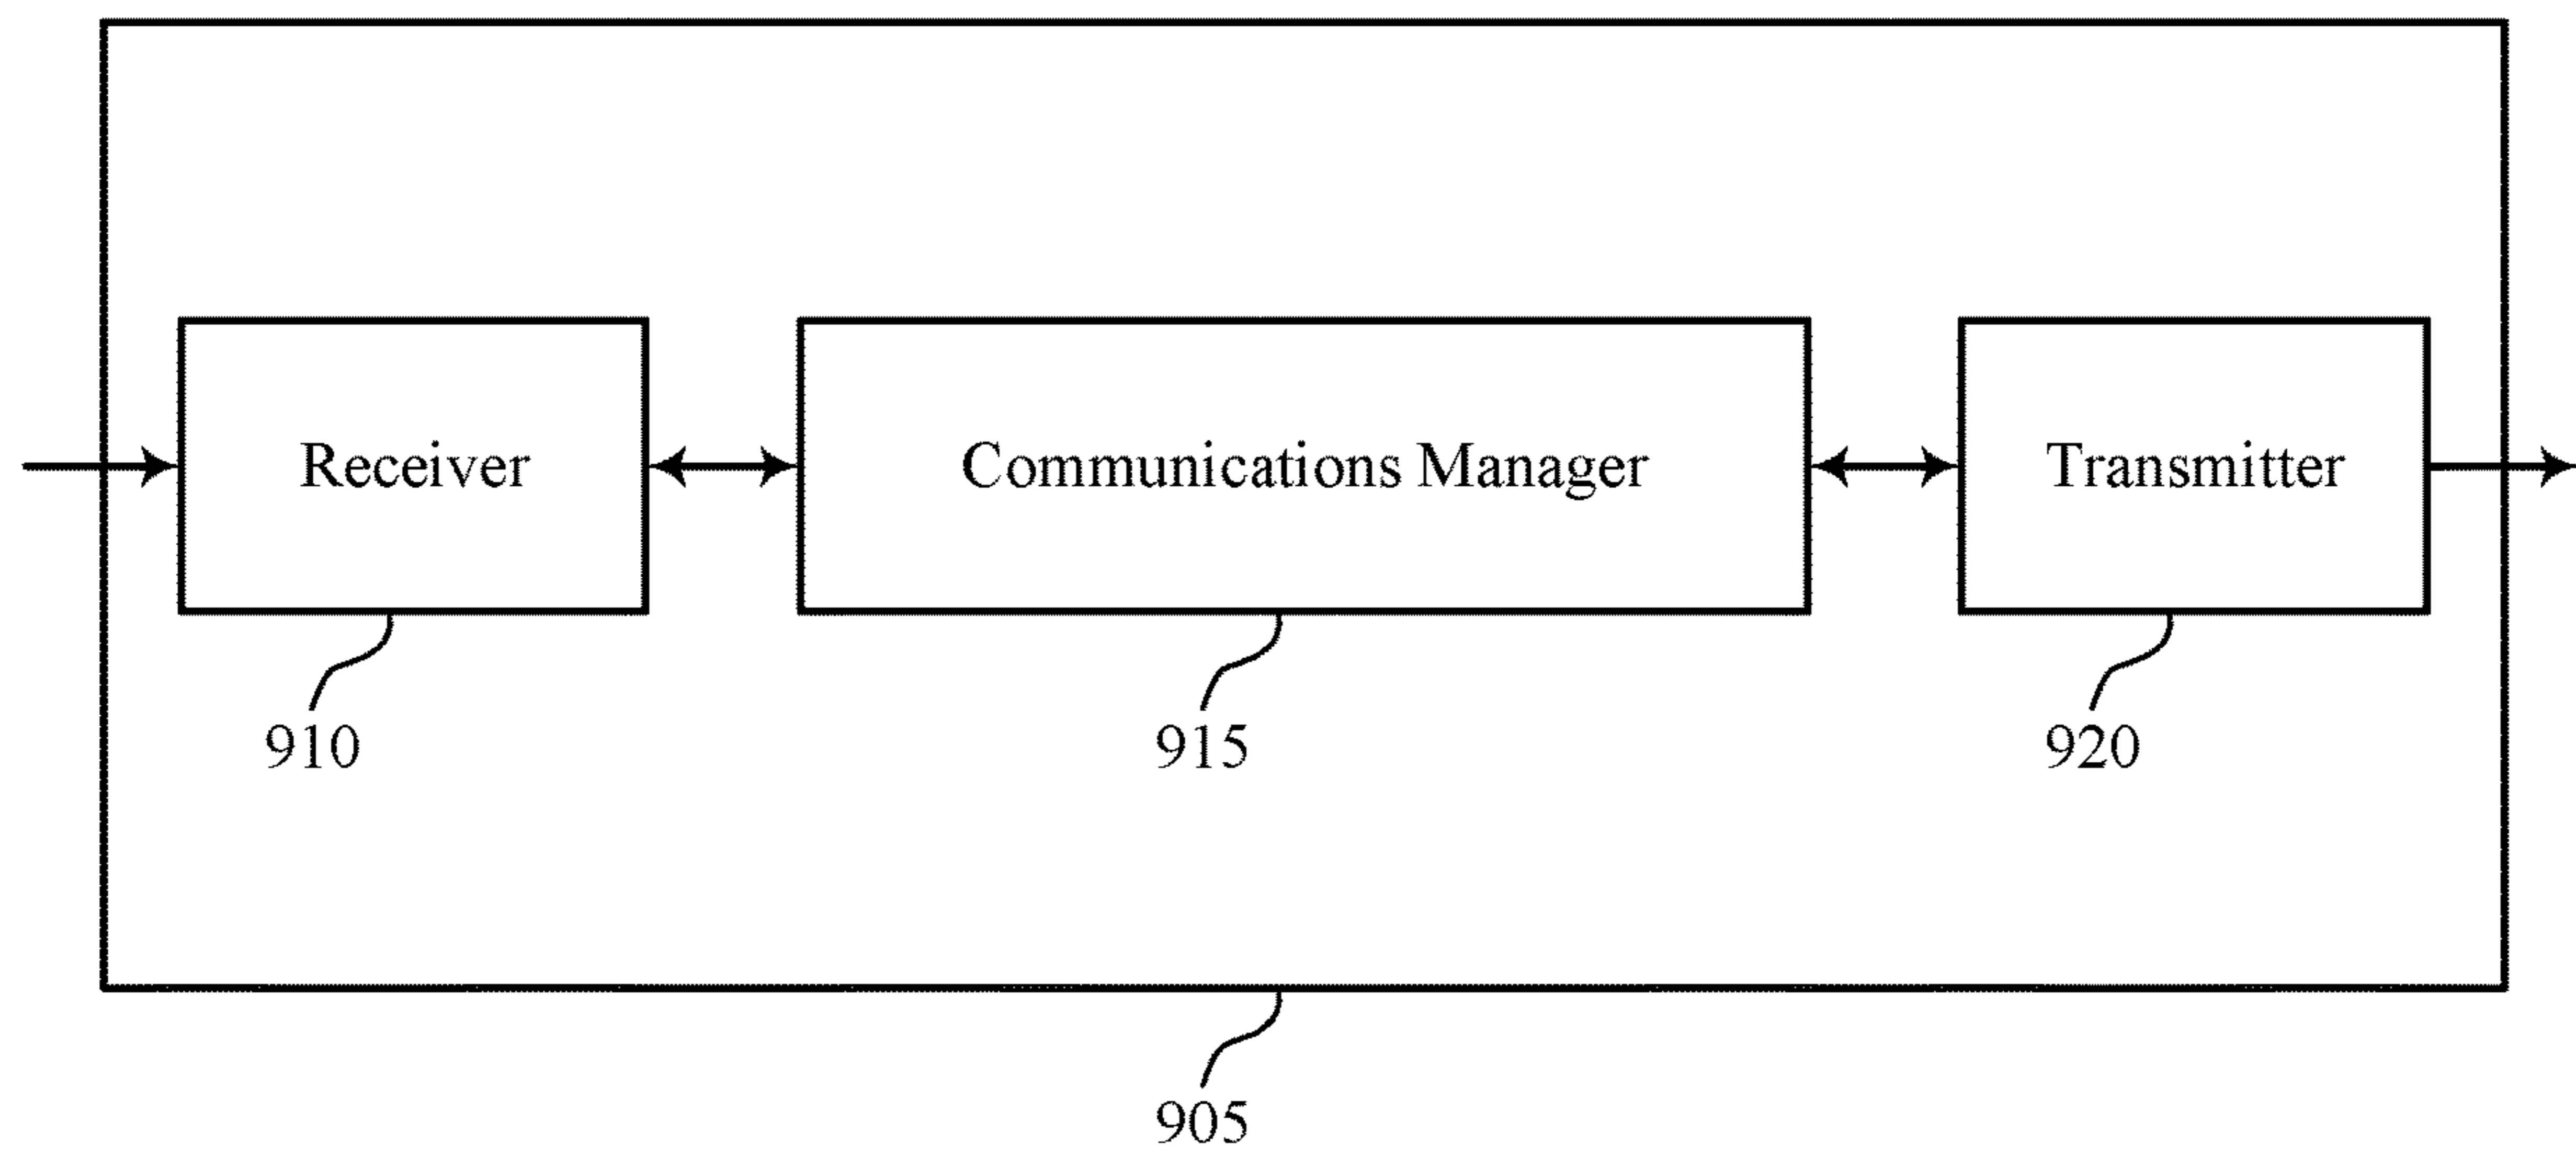 Receiver
Communications Manager
Transmitter
910
915
920
905